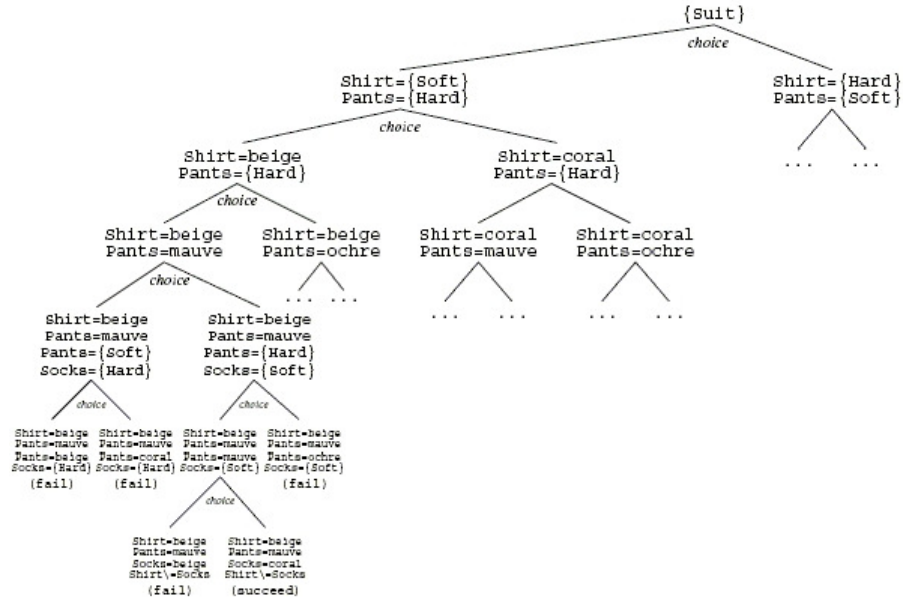 {Suit}
choice
Shirt={Soft}
Pants={Hard}
Shirt={Hard}
Pants={Soft}
choice
... ...
Shirt=beige
Pants={Hard}
Shirt=coral
Pants={Hard}
choice
Shirt=beige
Pants=mauve
Shirt=beige
Pants=ochre
Shirt=coral
Pants=mauve
Shirt=coral
Pants=ochre
choice
... ...
... ...
... ...
Shirt=beige
Pants=mauve
Pants={Soft}
Socks={Hard}
Shirt=beige
Pants=mauve
Pants={Hard}
Socks={Soft}
choice
choice
Shirt=beige
Pants=mauve
Pants=beige
Socks={Hard}
(fail)
Shirt=beige
Pants=mauve
Pants=coral
Socks={Hard}
(fail)
Shirt=beige
Pants=mauve
Pants=mauve
Socks={Soft}
Shirt=beige
Pants=mauve
Pants=ochre
Socks={Soft}
(fail)
choice
Shirt=beige
Pants=mauve
Socks=beige
Shirt\=Socks
(fail)
Shirt=beige
Pants=mauve
Socks=coral
Shirt\=Socks
(succeed)